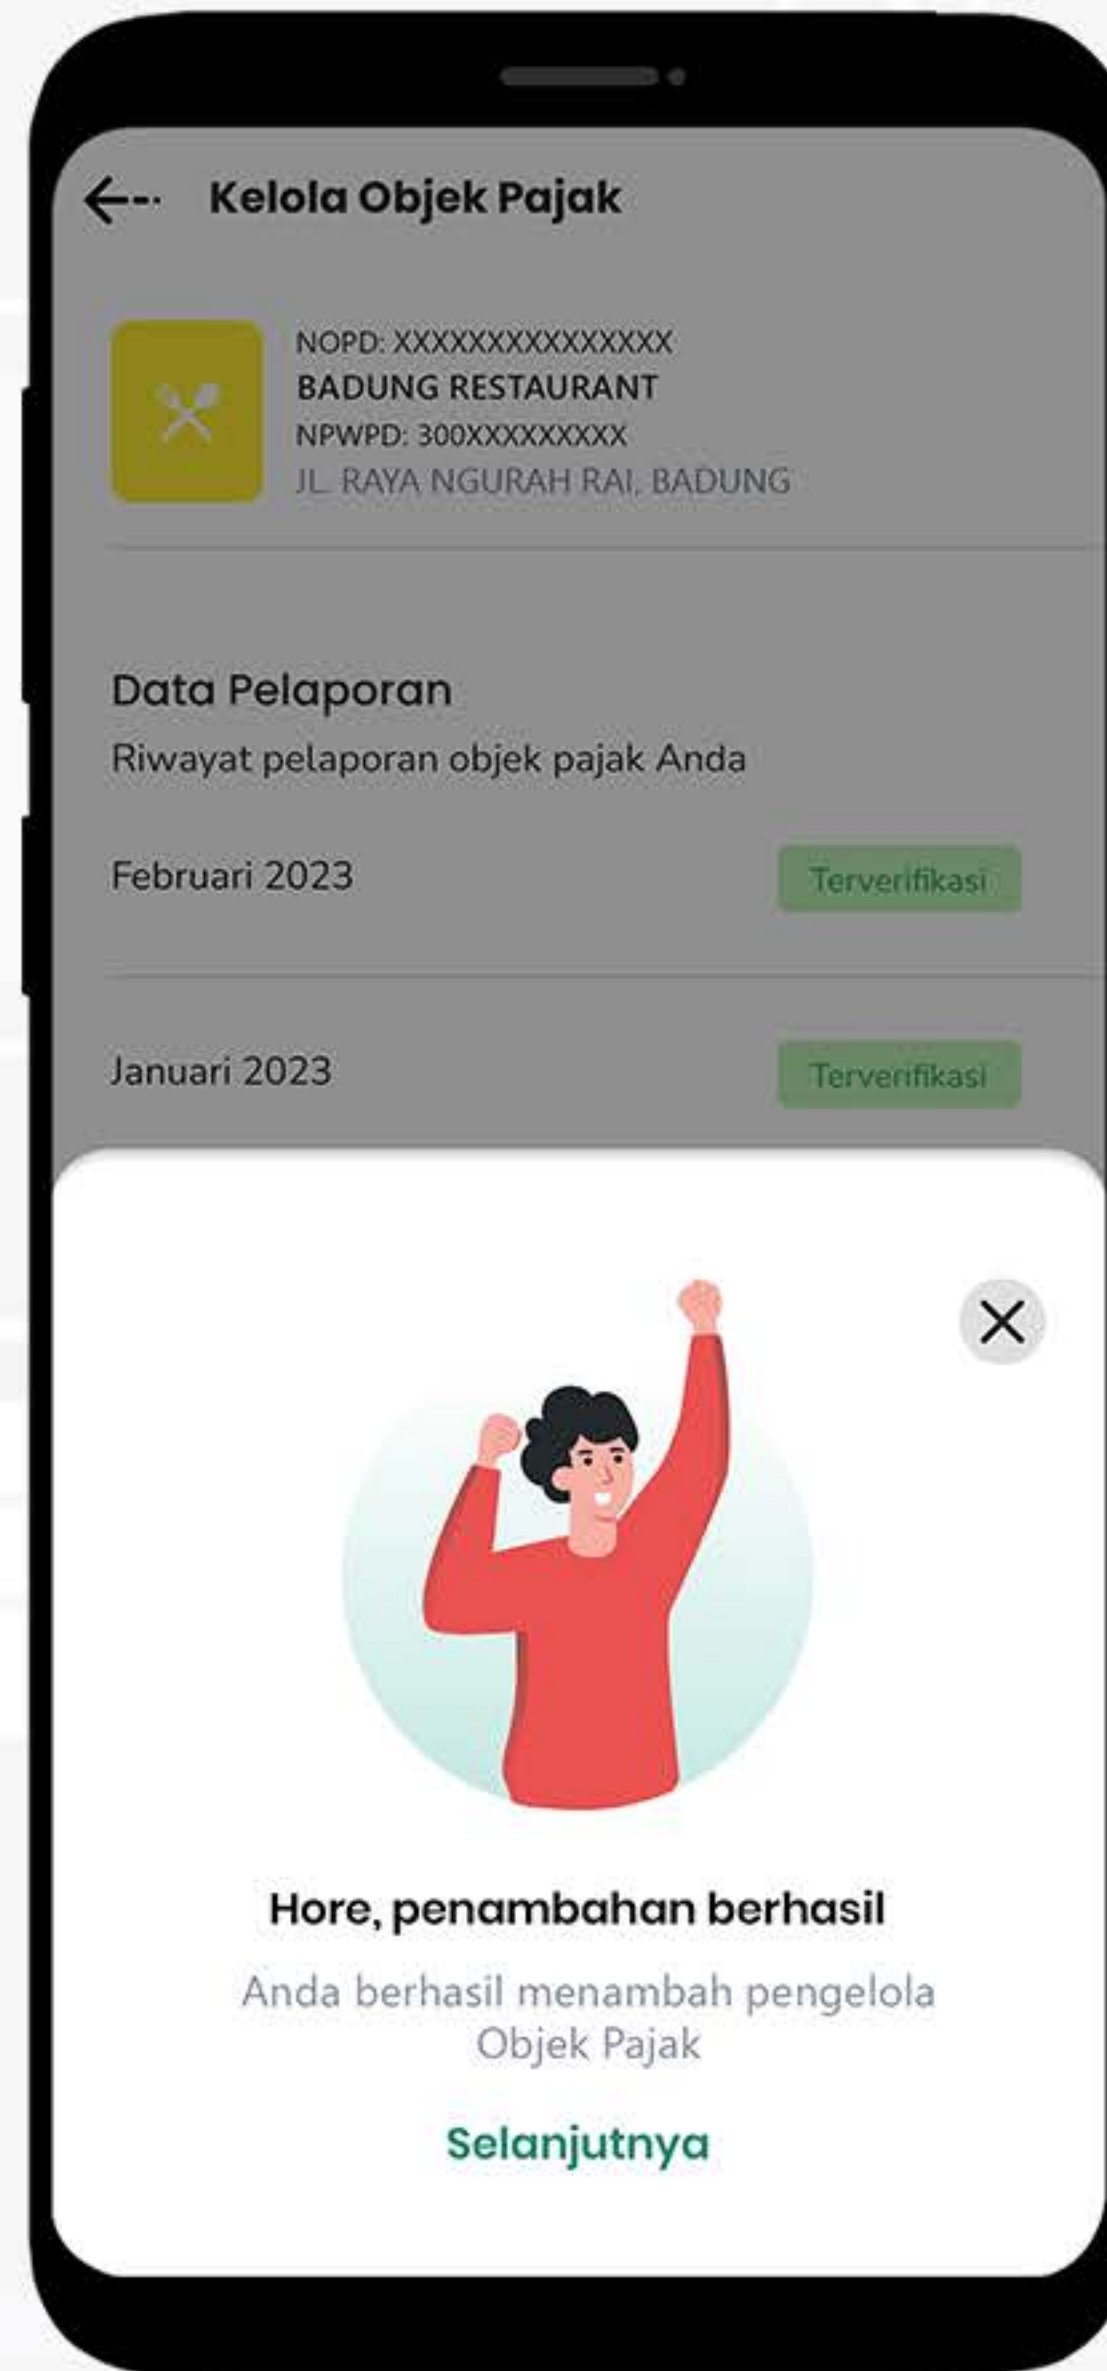 Kelola Objek Pajak
NOPD: XXXXXXXXXXXXXXX
BADUNG RESTAURANT
NPWPD: 300XXXXXXXXX
JL. RAYA NGURAH RAI, BADUNG
Data Pelaporan
Riwayat pelaporan objek pajak Anda
Februari 2023
Terverifikasi
Januari 2023
Terverifikasi
Hore, penambahan berhasil
Anda berhasil menambah pengelola
Objek Pajak
Selanjutnya